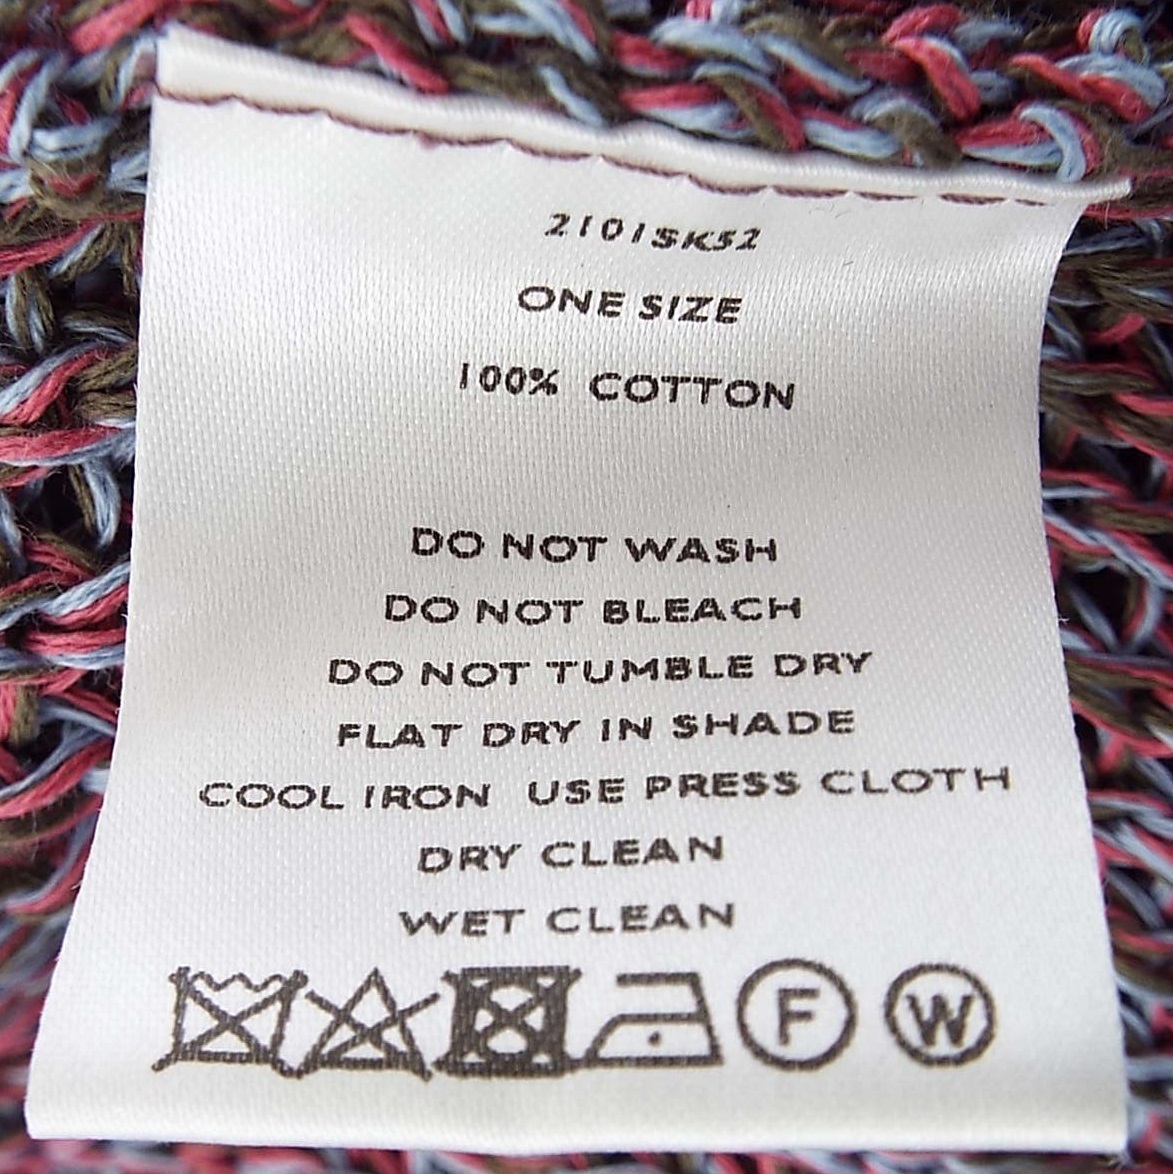 2101SK52
ONE SIZE
100% COTTON
DO NOT WASH
DO NOT BLEACH
DO NOT TUMBLE DRY
FLAT DRY IN SHADE
COOL IRON USE PRESS CLOTH
DRY CLEAN
WET CLEAN
F W